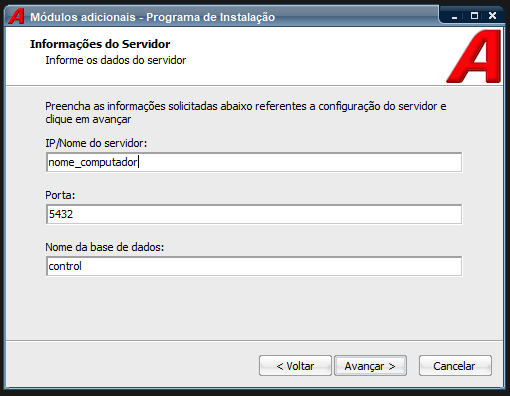 Módulos adicionais - Programa de Instalação
Informações do Servidor
Informe os dados do servidor
Preencha as informações solicitadas abaixo referentes a configuração do servidor e
clique em avançar
IP/Nome do servidor:
nome_computador
Porta:
5432
Nome da base de dados:
control
< Voltar
Avançar >
Cancelar